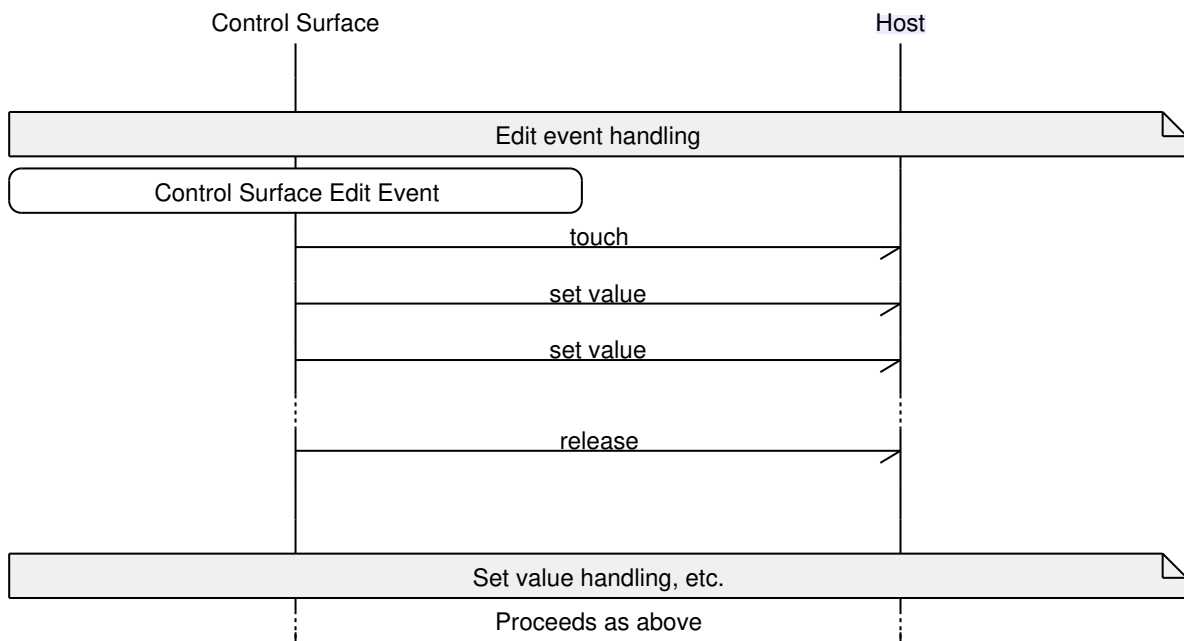 Control Surface Host
Edit event handling
Control Surface Edit Event
touch
set value
set value
release
Set value handling, etc.
Proceeds as above